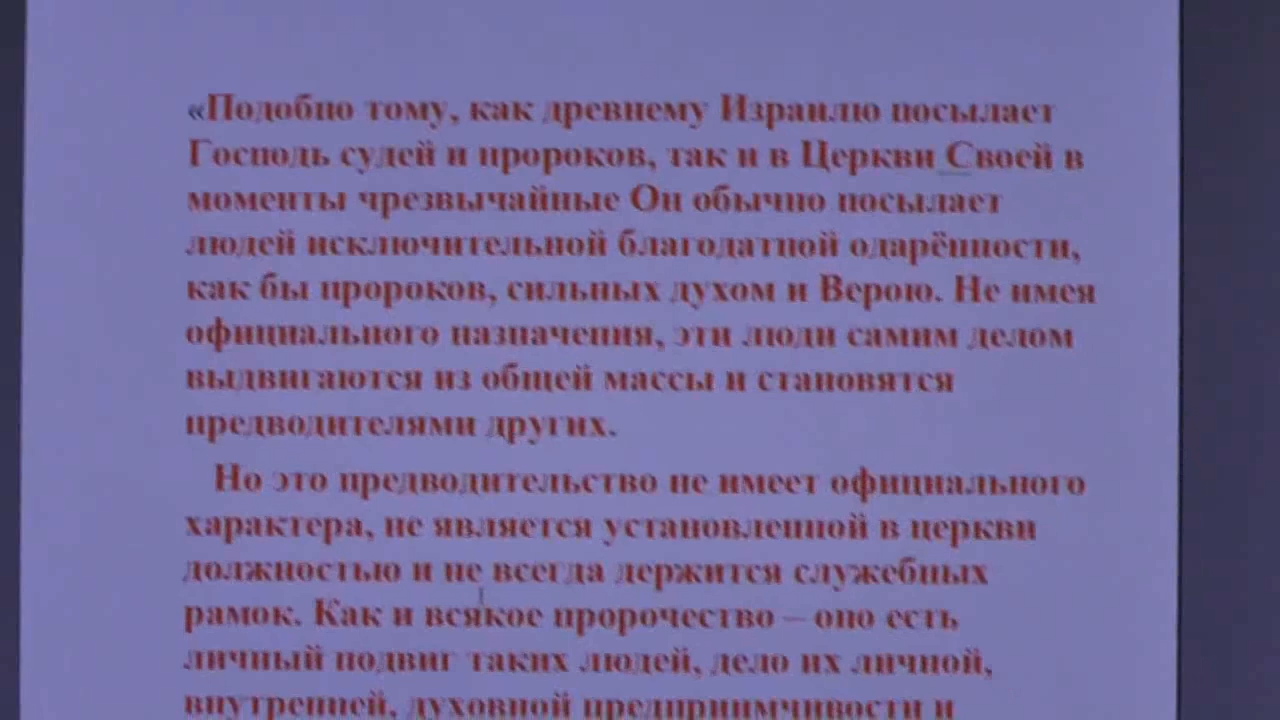 «Подобно тому, как древнему Израилю посылает
Господь судей и пророков, так и в Церкви Своей в
моменты чрезвычайные Он обычно посылает
людей исключительной благодатной одарённости,
как бы пророков, сильных духом и Верою. Не имея
официального назначения, эти люди самим делом
выдвигаются из общей массы и становятся
предводителями других.
Но это предводительство не имеет официального
характера, не является установленной в церкви
должностью и не всегда держится служебных
рамок. Как и всякое пророчество – оно есть
личный подвиг таких людей, дело их личной,
внутренней, духовной предприимчивости и